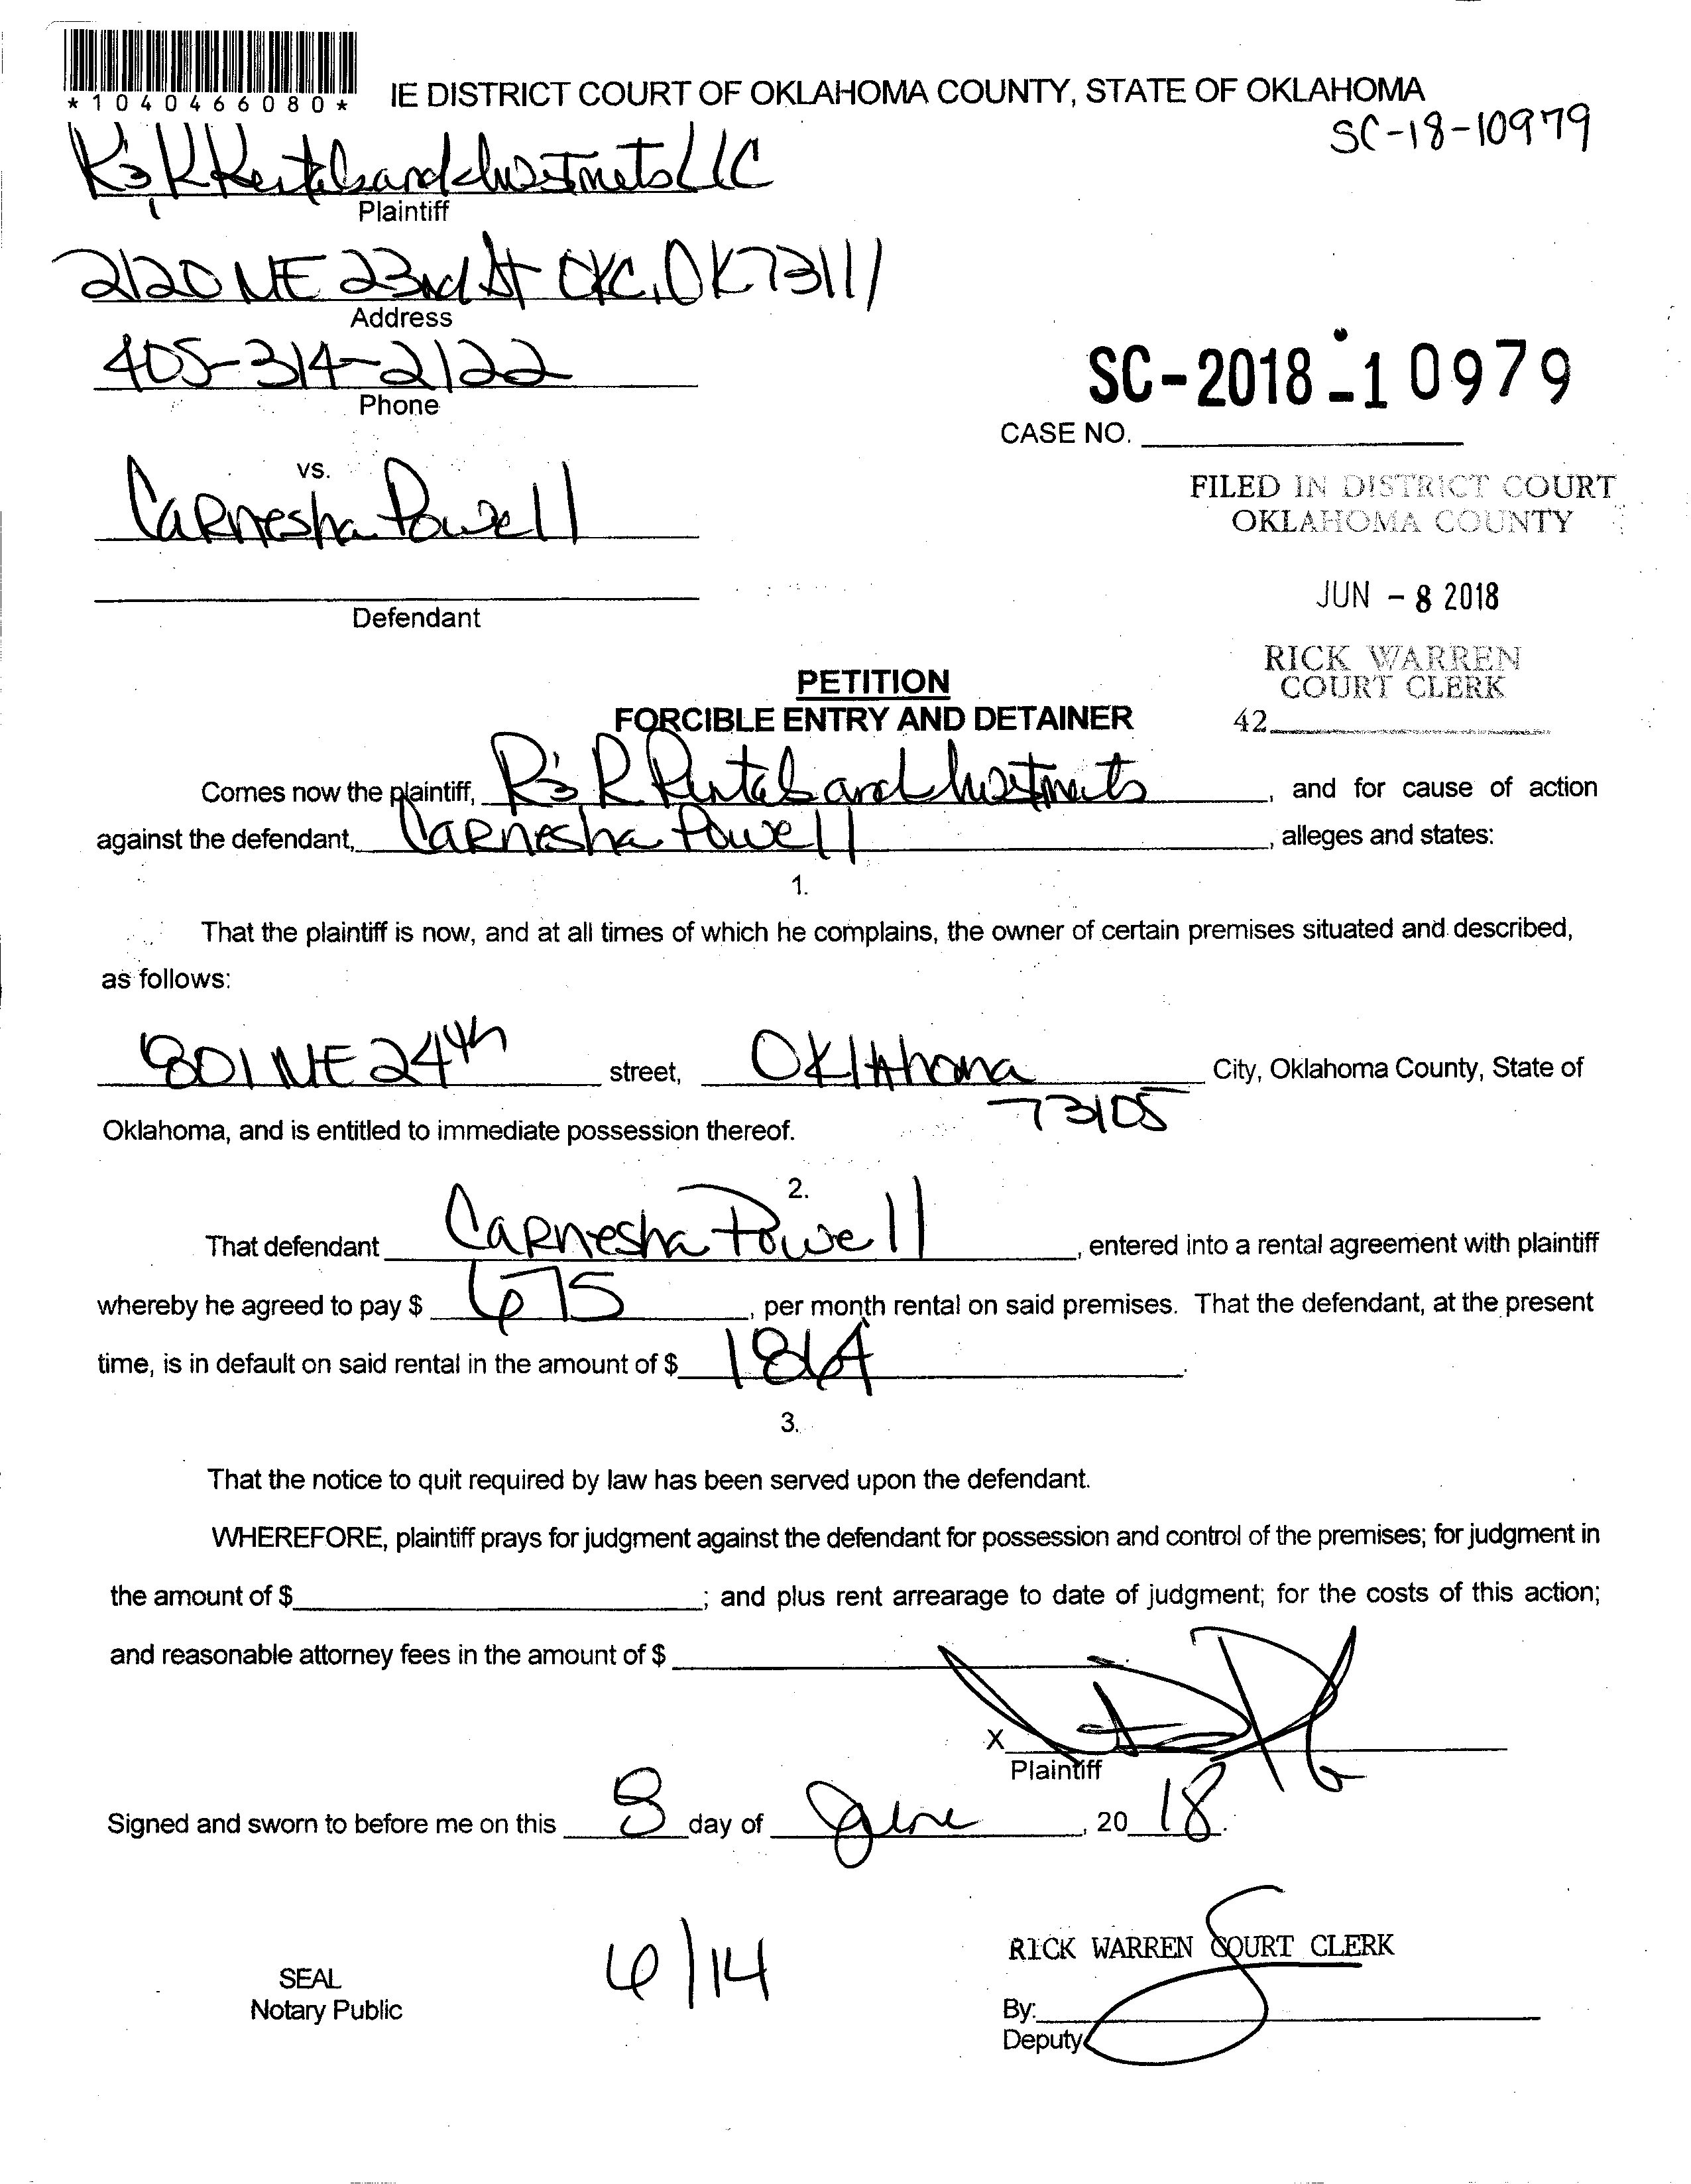 *1040466080*
IE DISTRICT COURT OF OKLAHOMA COUNTY, STATE OF OKLAHOMA
SC-18-10979
R's R Rentals and Investmets LLC
Plaintiff
2120 NE 23rd St OKC, OK 73111
Address
405-314-2122
Phone
SC-2018-10979
CASE NO.
vs.
Carnesha Powell
FILED IN DISTRICT COURT
OKLAHOMA COUNTY
Defendant
JUN - 8 2018
RICK WARREN
COURT CLERK
42
PETITION
FORCIBLE ENTRY AND DETAINER
Comes now the plaintiff, R's R Rentals and Investments, and for cause of action
against the defendant, Carnesha Powell, alleges and states:
1.
That the plaintiff is now, and at all times of which he complains, the owner of certain premises situated and described,
as follows:
801 NE 24th street, Oklahoma City, Oklahoma County, State of
73105
Oklahoma, and is entitled to immediate possession thereof.
2.
That defendant Carnesha Powell, entered into a rental agreement with plaintiff
whereby he agreed to pay $ 675, per month rental on said premises. That the defendant, at the present
time, is in default on said rental in the amount of $ 1814.
3.
That the notice to quit required by law has been served upon the defendant.
WHEREFORE, plaintiff prays for judgment against the defendant for possession and control of the premises; for judgment in
the amount of $; and plus rent arrearage to date of judgment; for the costs of this action;
and reasonable attorney fees in the amount of $
X
Plaintiff
Signed and sworn to before me on this 8 day of June, 20 18.
6/14
RICK WARREN COURT CLERK
SEAL
Notary Public
By:
Deputy